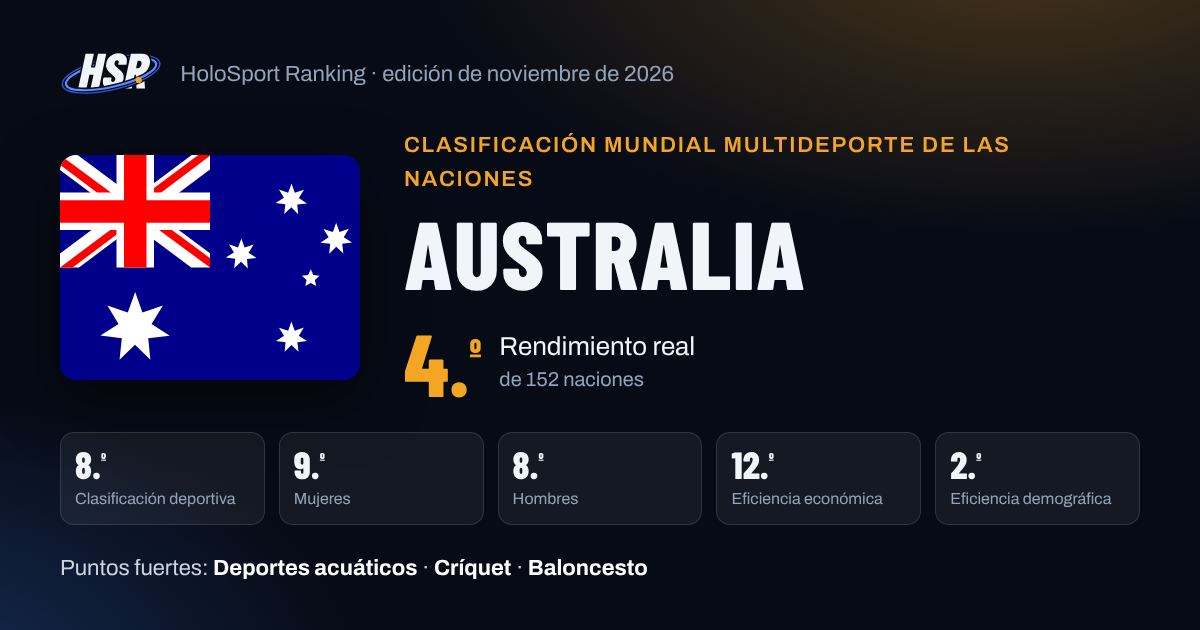 HSR
HoloSport Ranking · edición de noviembre de 2026
CLASIFICACIÓN MUNDIAL MULTIDEPORTE DE LAS
NACIONES
AUSTRALIA
4.º
Rendimiento real
de 152 naciones
8.º
Clasificación deportiva
9.º
Mujeres
8.º
Hombres
12.º
Eficiencia económica
2.º
Eficiencia demográfica
Puntos fuertes: Deportes acuáticos · Críquet · Baloncesto